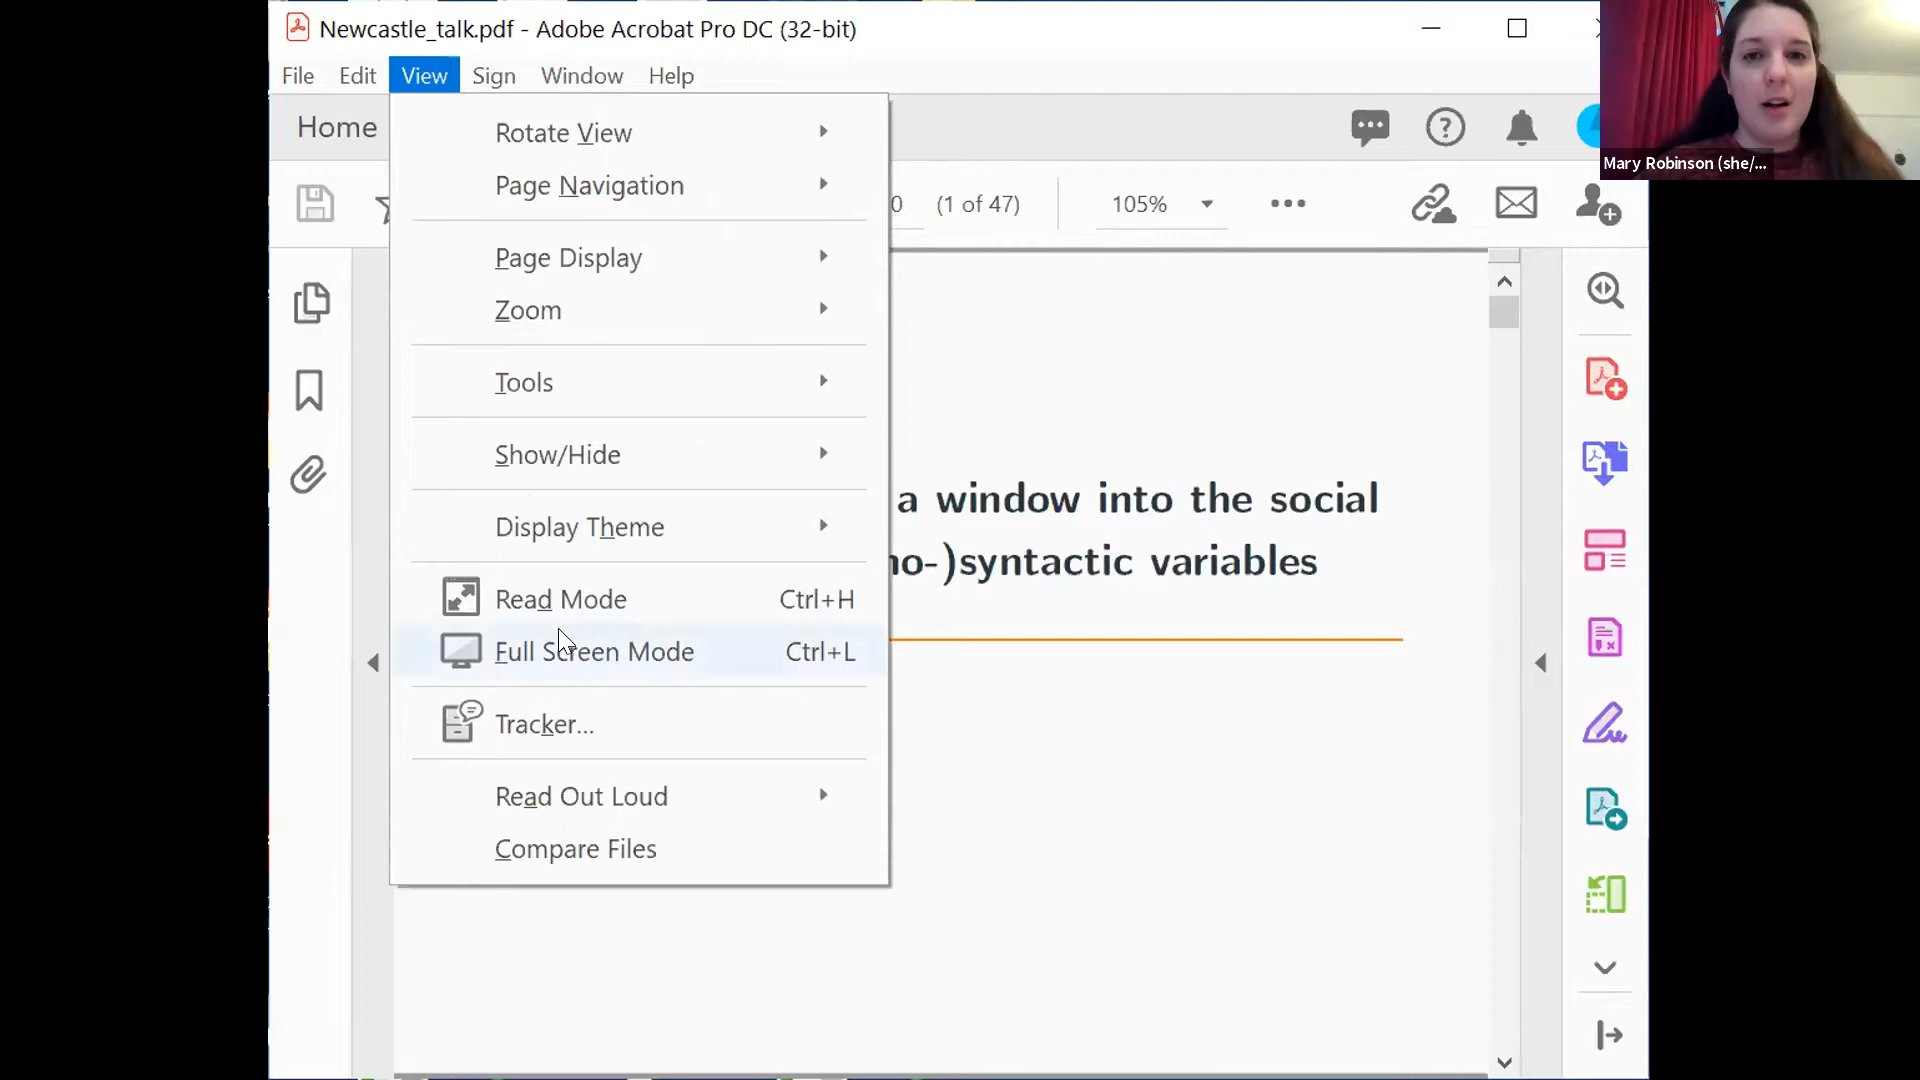 Newcastle_talk.pdf - Adobe Acrobat Pro DC (32-bit)
File Edit View Sign Window Help
Home
Rotate View
Page Navigation
0 (1 of 47) 105%
Page Display
Zoom
Tools
Show/Hide
Display Theme
Read Mode Ctrl+H
Full Screen Mode Ctrl+L
Tracker...
Read Out Loud
Compare Files
a window into the social
no-)syntactic variables
Mary Robinson (she/...